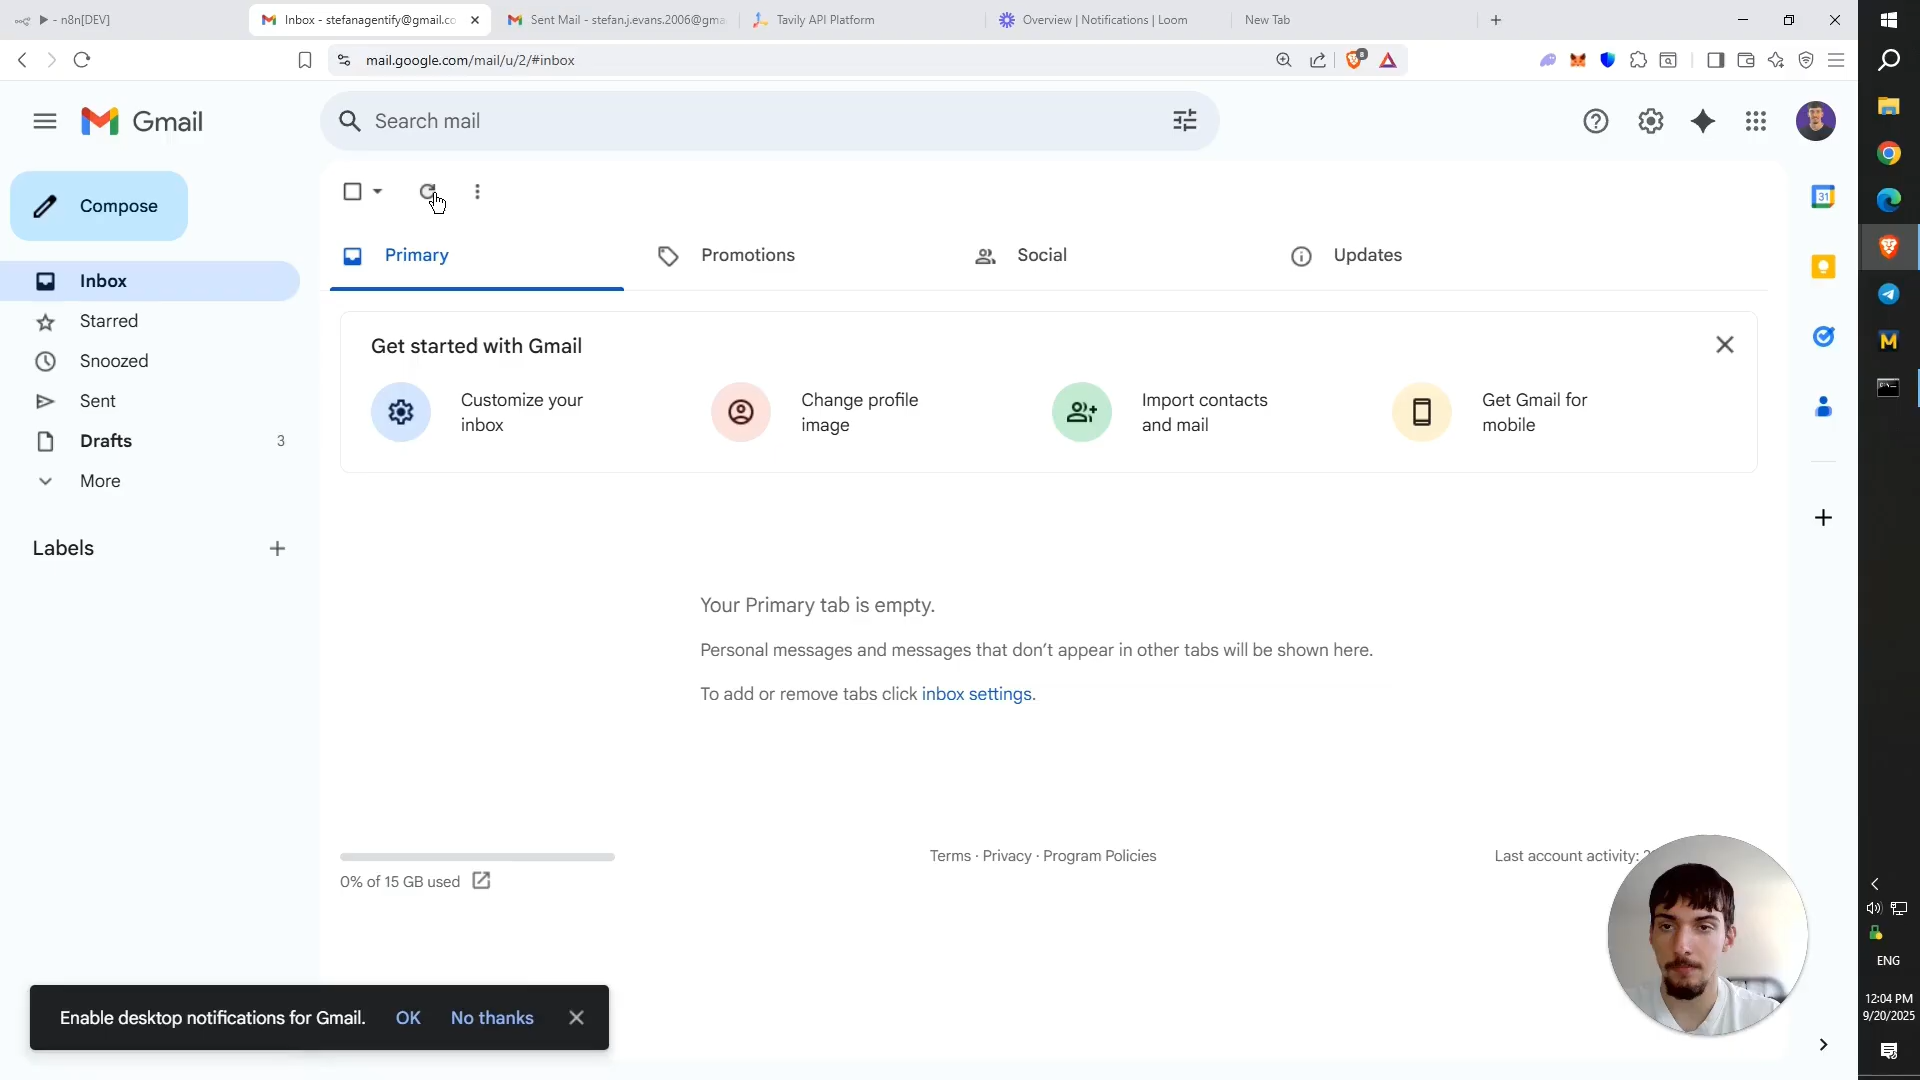 ▶ - n8n[DEV]
Inbox - stefanagentify@gmail.co
Sent Mail - stefan.j.evans.2006@gma
Tavily API Platform
Overview | Notifications | Loom
New Tab
mail.google.com/mail/u/2/#inbox
8
Gmail
Search mail
Compose
Inbox
Starred
Snoozed
Sent
Drafts 3
More
Labels
Primary
Promotions
Social
Updates
Get started with Gmail
Customize your
inbox
Change profile
image
Import contacts
and mail
Get Gmail for
mobile
Your Primary tab is empty.
Personal messages and messages that don't appear in other tabs will be shown here.
To add or remove tabs click inbox settings.
0% of 15 GB used
Terms · Privacy · Program Policies
Last account activity:
Enable desktop notifications for Gmail. OK No thanks
31
M
ENG
12:04 PM
9/20/2025